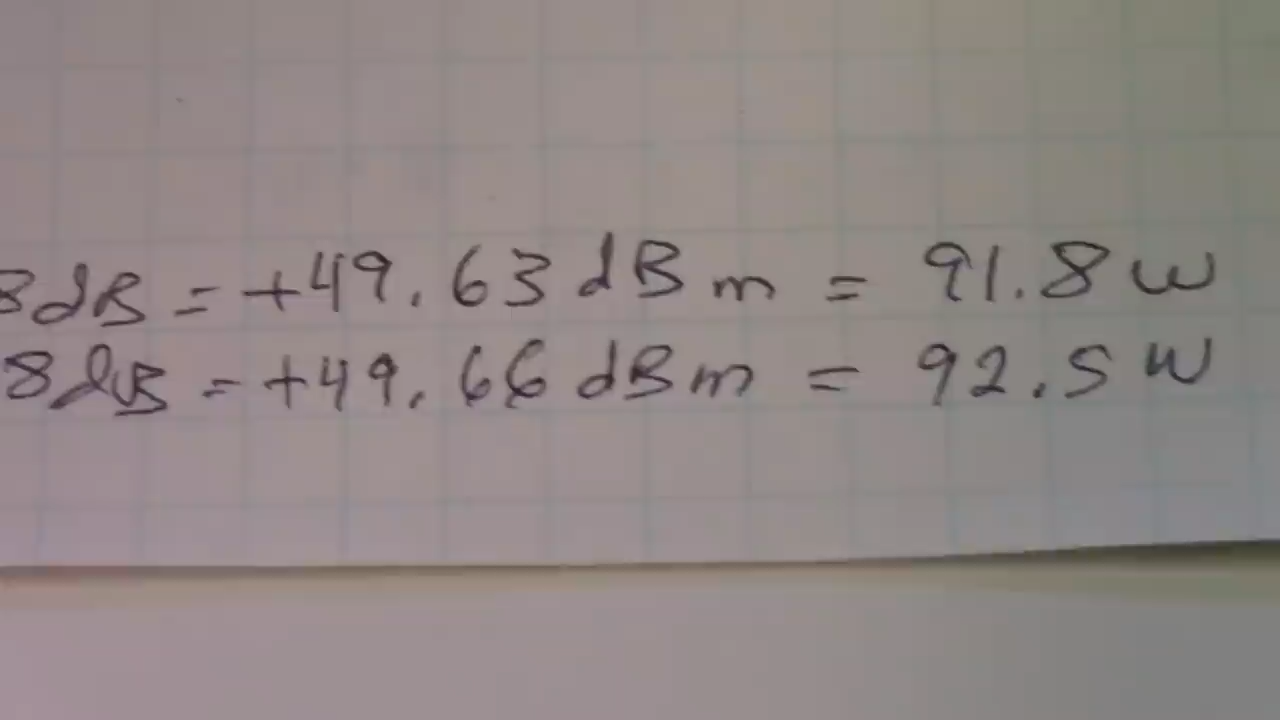 8dB = +49.63 dBm = 91.8 W
8dB = +49.66 dBm = 92.5 W